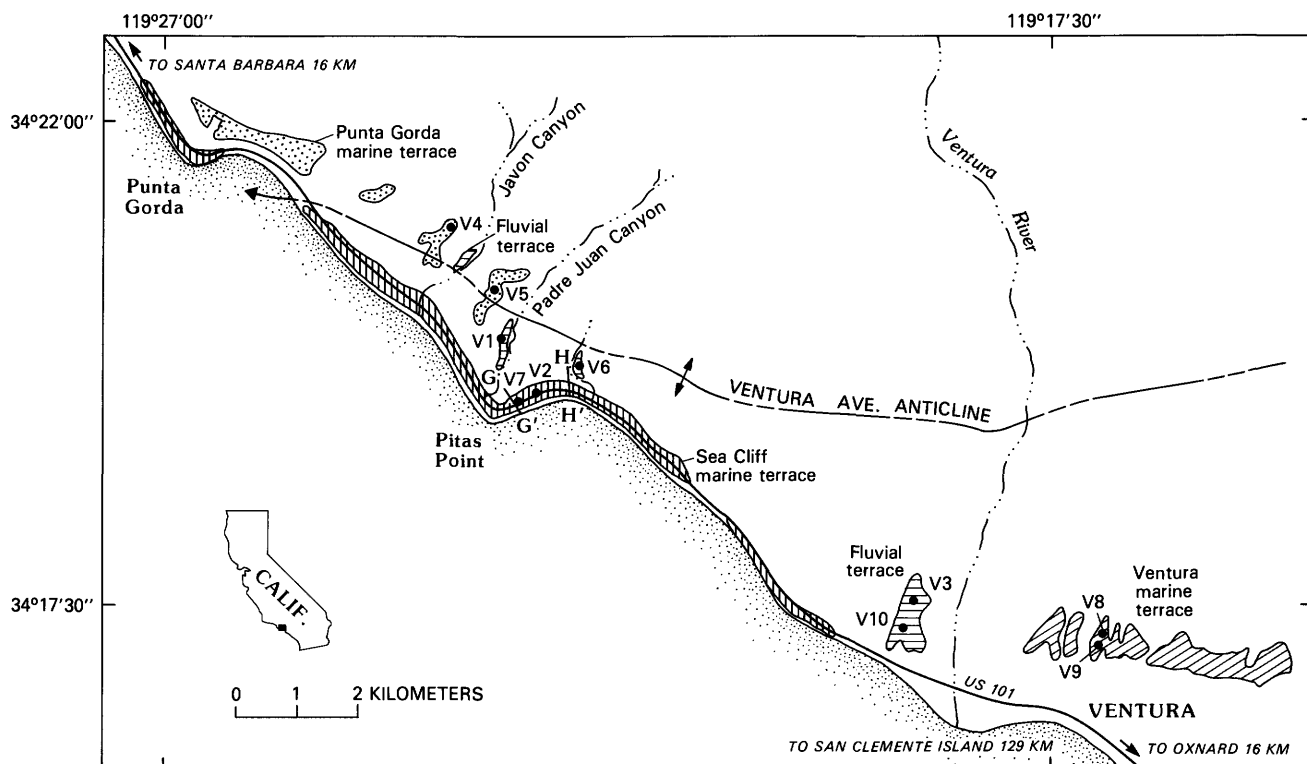 119°27'00''
119°17'30''
TO SANTA BARBARA 16 KM
34°22'00''
Punta Gorda
marine terrace
Javon Canyon
Ventura
River
Punta
Gorda
V4
Fluvial
terrace
Padre Juan Canyon
V5
V1
G
V7
V2
H
V6
G'
H'
VENTURA AVE. ANTICLINE
Pitas
Point
Sea Cliff
marine terrace
CALIF.
Fluvial
terrace
V3
V10
Ventura
marine
terrace
V8
V9
34°17'30''
0 1 2 KILOMETERS
US 101
VENTURA
TO SAN CLEMENTE ISLAND 129 KM
TO OXNARD 16 KM